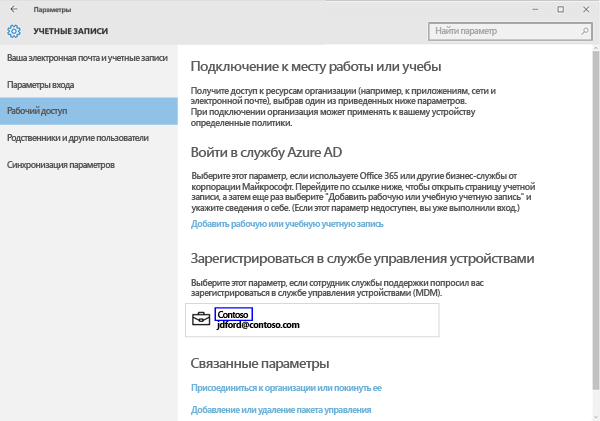 Параметры
УЧЕТНЫЕ ЗАПИСИ
Найти параметр
Ваша электронная почта и учетные записи
Параметры входа
Рабочий доступ
Родственники и другие пользователи
Синхронизация параметров
Подключение к месту работы или учебы
Получите доступ к ресурсам организации (например, к приложениям, сети и
электронной почте), выбрав один из приведенных ниже параметров.
При подключении организация может применять к вашему устройству
определенные политики.
Войти в службу Azure AD
Выберите этот параметр, если используете Office 365 или другие бизнес-службы от
корпорации Майкрософт. Перейдите по ссылке ниже, чтобы открыть страницу учетной
записи, а затем еще раз выберите "Добавить рабочую или учебную учетную запись" и
укажите сведения о себе. (Если этот параметр недоступен, вы уже выполнили вход.)
Добавить рабочую или учебную учетную запись
Зарегистрироваться в службе управления устройствами
Выберите этот параметр, если сотрудник службы поддержки попросил вас
зарегистрироваться в службе управления устройствами (MDM).
Contoso
jdford@contoso.com
Связанные параметры
Присоединиться к организации или покинуть ее
Добавление или удаление пакета управления